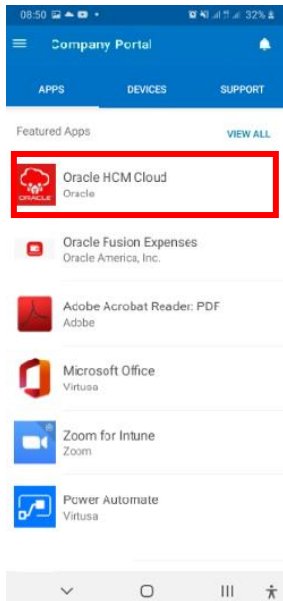 08:50 32%
Company Portal
APPS DEVICES SUPPORT
Featured Apps VIEW ALL
Oracle HCM Cloud
Oracle
ORACLE
Oracle Fusion Expenses
Oracle America, Inc.
Adobe Acrobat Reader: PDF
Adobe
Microsoft Office
Virtusa
Zoom for Intune
Zoom
Power Automate
Virtusa